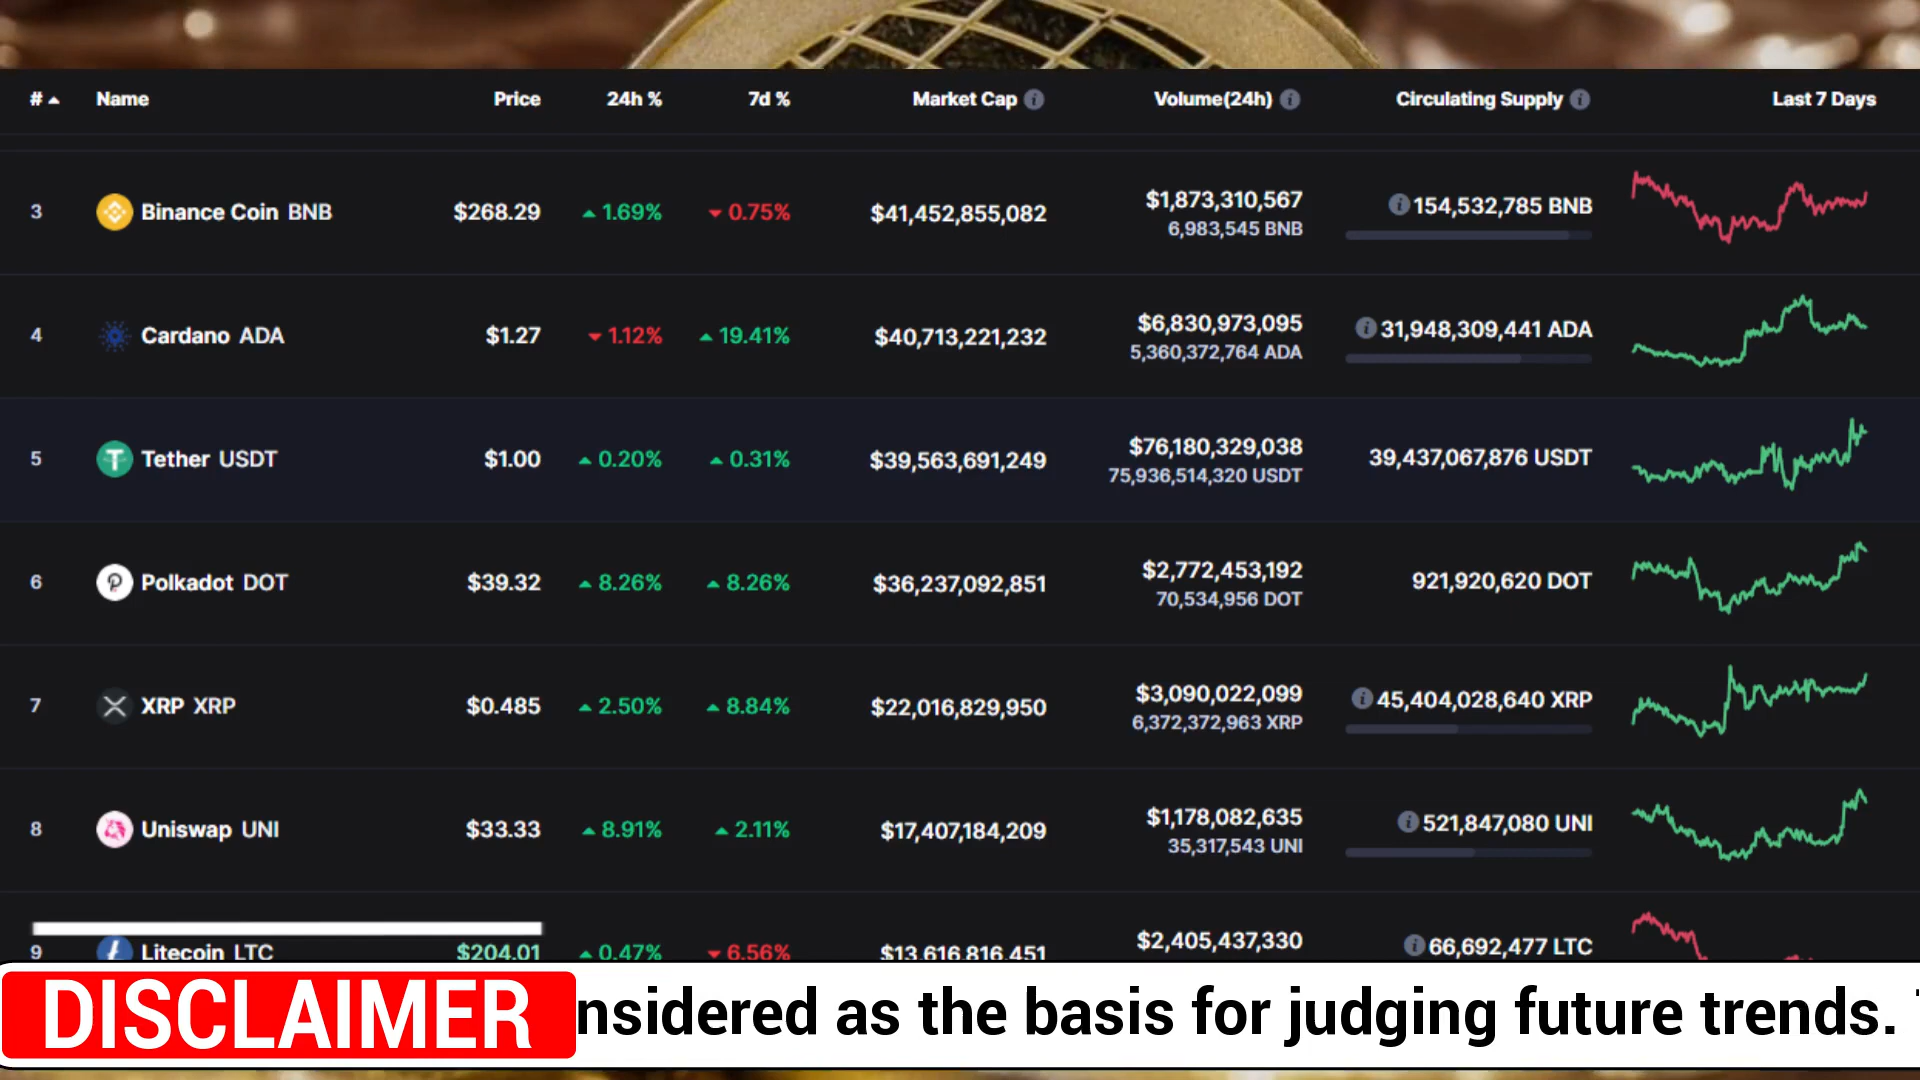 # Name Price 24h % 7d % Market Cap Volume(24h) Circulating Supply Last 7 Days
3 Binance Coin BNB $268.29 1.69% 0.75% $41,452,855,082 $1,873,310,567 154,532,785 BNB
6,983,545 BNB
4 Cardano ADA $1.27 1.12% 19.41% $40,713,221,232 $6,830,973,095 31,948,309,441 ADA
5,360,372,764 ADA
5 Tether USDT $1.00 0.20% 0.31% $39,563,691,249 $76,180,329,038 39,437,067,876 USDT
75,936,514,320 USDT
6 Polkadot DOT $39.32 8.26% 8.26% $36,237,092,851 $2,772,453,192 921,920,620 DOT
70,534,956 DOT
7 XRP XRP $0.485 2.50% 8.84% $22,016,829,950 $3,090,022,099 45,404,028,640 XRP
6,372,372,963 XRP
8 Uniswap UNI $33.33 8.91% 2.11% $17,407,184,209 $1,178,082,635 521,847,080 UNI
35,317,543 UNI
9 Litecoin LTC $204.01 0.47% 6.56% $13,616,816,451 $2,405,437,330 66,692,477 LTC
DISCLAIMER nsidered as the basis for judging future trends.